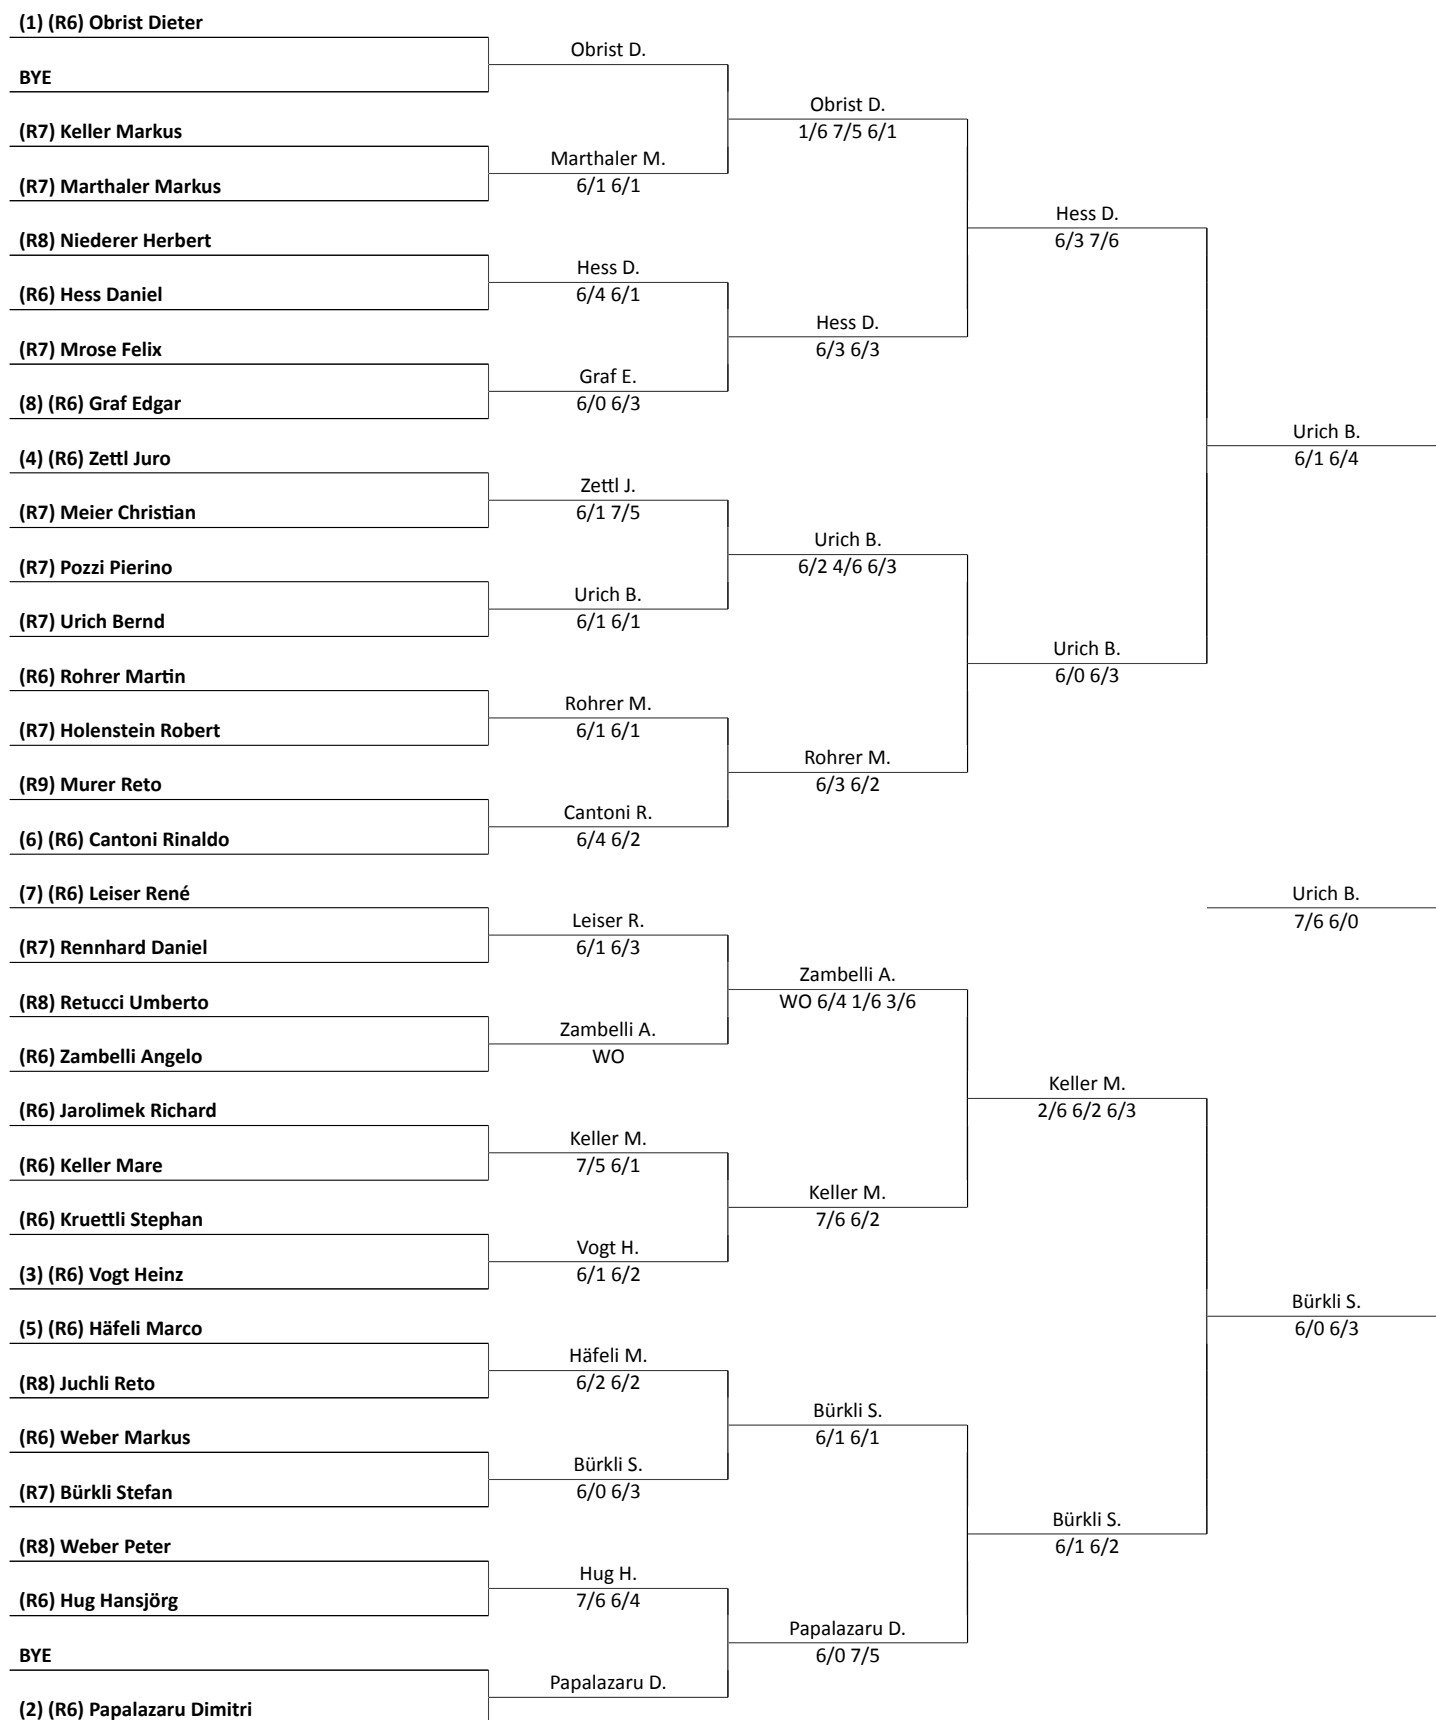 (1) (R6) Obrist Dieter
BYE
(R7) Keller Markus
(R7) Marthaler Markus
(R8) Niederer Herbert
(R6) Hess Daniel
(R7) Mrose Felix
(8) (R6) Graf Edgar
(4) (R6) Zettl Juro
(R7) Meier Christian
(R7) Pozzi Pierino
(R7) Urich Bernd
(R6) Rohrer Martin
(R7) Holenstein Robert
(R9) Murer Reto
(6) (R6) Cantoni Rinaldo
(7) (R6) Leiser René
(R7) Rennhard Daniel
(R8) Retucci Umberto
(R6) Zambelli Angelo
(R6) Jarolimek Richard
(R6) Keller Mare
(R6) Kruettli Stephan
(3) (R6) Vogt Heinz
(5) (R6) Häfeli Marco
(R8) Juchli Reto
(R6) Weber Markus
(R7) Bürkli Stefan
(R8) Weber Peter
(R6) Hug Hansjörg
BYE
(2) (R6) Papalazaru Dimitri
Obrist D.
Marthaler M.
6/1 6/1
Hess D.
6/4 6/1
Graf E.
6/0 6/3
Zettl J.
6/1 7/5
Urich B.
6/1 6/1
Rohrer M.
6/1 6/1
Cantoni R.
6/4 6/2
Leiser R.
6/1 6/3
Zambelli A.
WO
Keller M.
7/5 6/1
Vogt H.
6/1 6/2
Häfeli M.
6/2 6/2
Bürkli S.
6/0 6/3
Hug H.
7/6 6/4
Papalazaru D.
Obrist D.
1/6 7/5 6/1
Hess D.
6/3 6/3
Urich B.
6/2 4/6 6/3
Rohrer M.
6/3 6/2
Zambelli A.
WO 6/4 1/6 3/6
Keller M.
7/6 6/2
Bürkli S.
6/1 6/1
Papalazaru D.
6/0 7/5
Hess D.
6/3 7/6
Urich B.
6/0 6/3
Keller M.
2/6 6/2 6/3
Bürkli S.
6/1 6/2
Urich B.
6/1 6/4
Urich B.
7/6 6/0
Bürkli S.
6/0 6/3